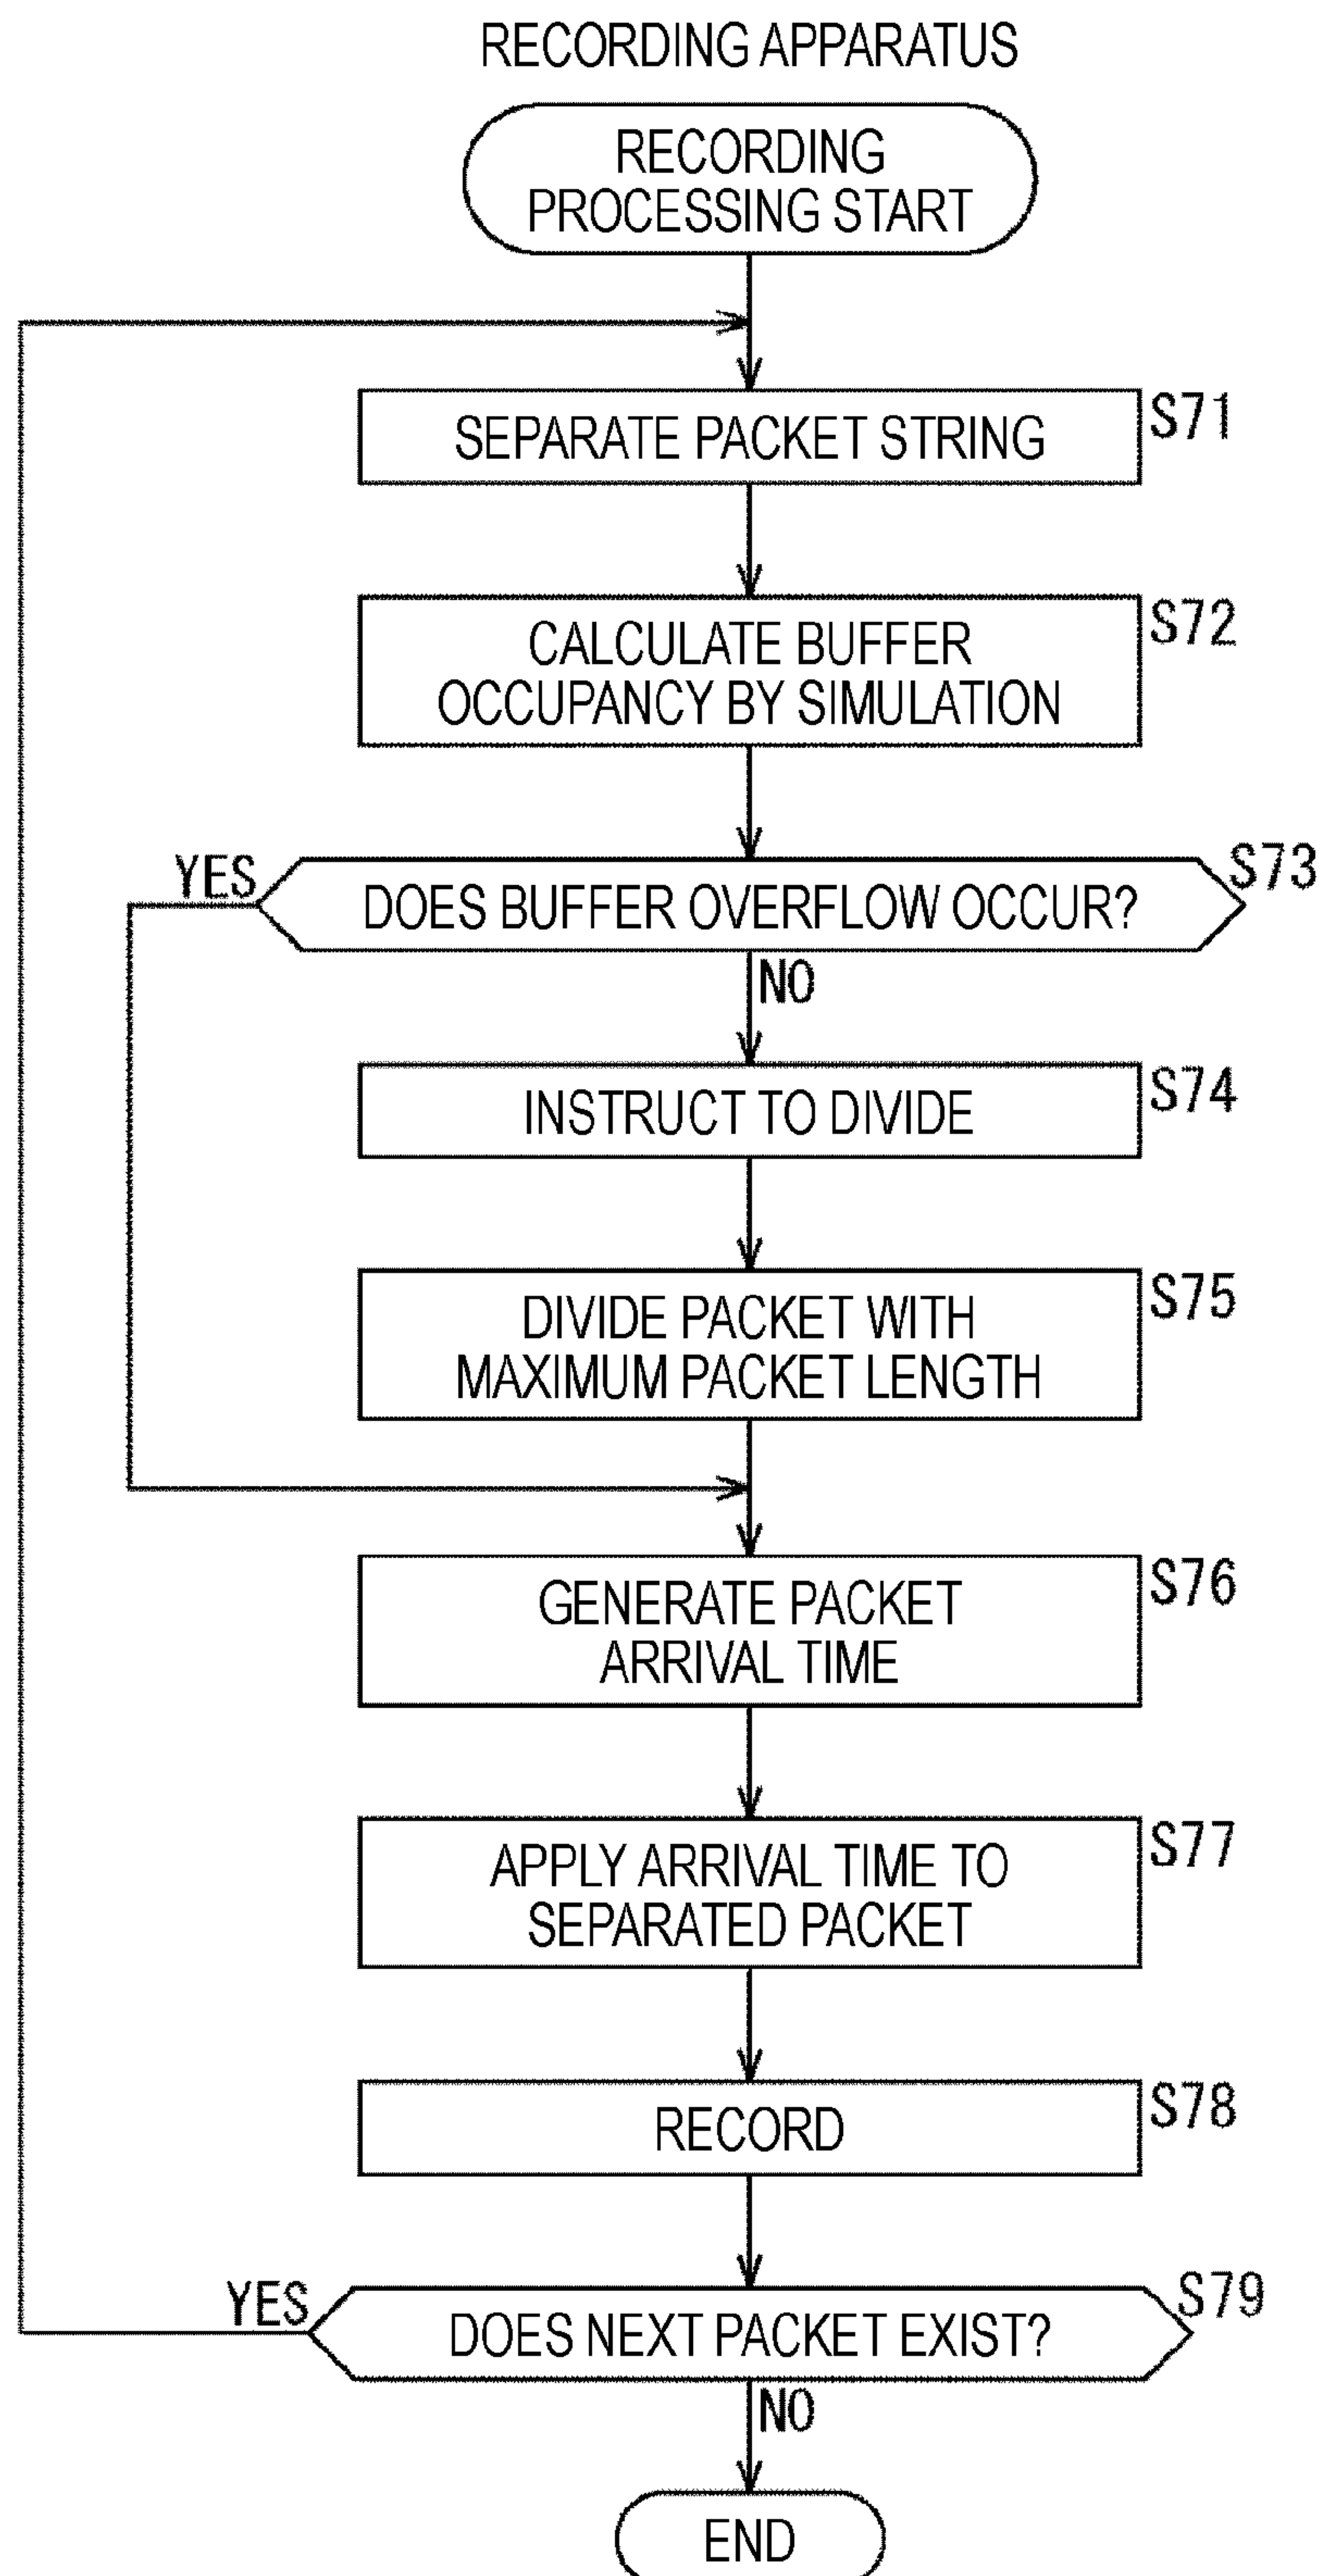 RECORDING APPARATUS
RECORDING
PROCESSING START
SEPARATE PACKET STRING
S71
CALCULATE BUFFER
OCCUPANCY BY SIMULATION
S72
YES
DOES BUFFER OVERFLOW OCCUR?
S73
NO
INSTRUCT TO DIVIDE
S74
DIVIDE PACKET WITH
MAXIMUM PACKET LENGTH
S75
GENERATE PACKET
ARRIVAL TIME
S76
APPLY ARRIVAL TIME TO
SEPARATED PACKET
S77
RECORD
S78
YES
DOES NEXT PACKET EXIST?
S79
NO
END